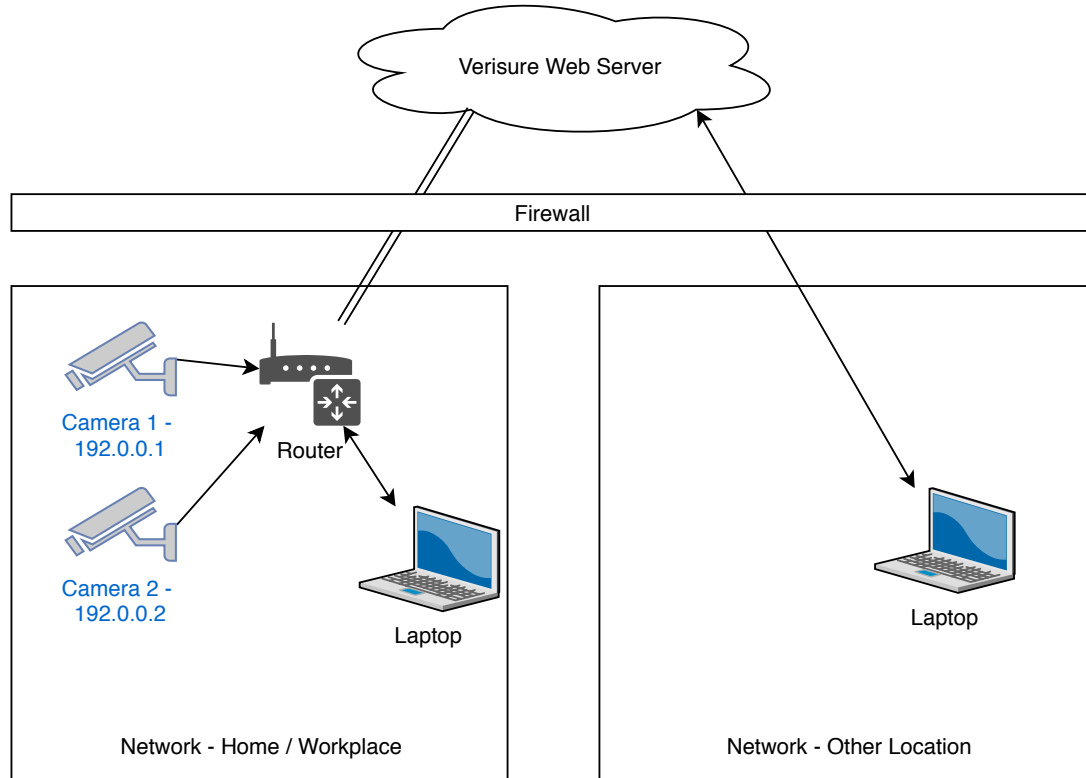 Verisure Web Server
Firewall
Camera 1 -
192.0.0.1
Router
Camera 2 -
192.0.0.2
Laptop
Laptop
Network - Home / Workplace
Network - Other Location